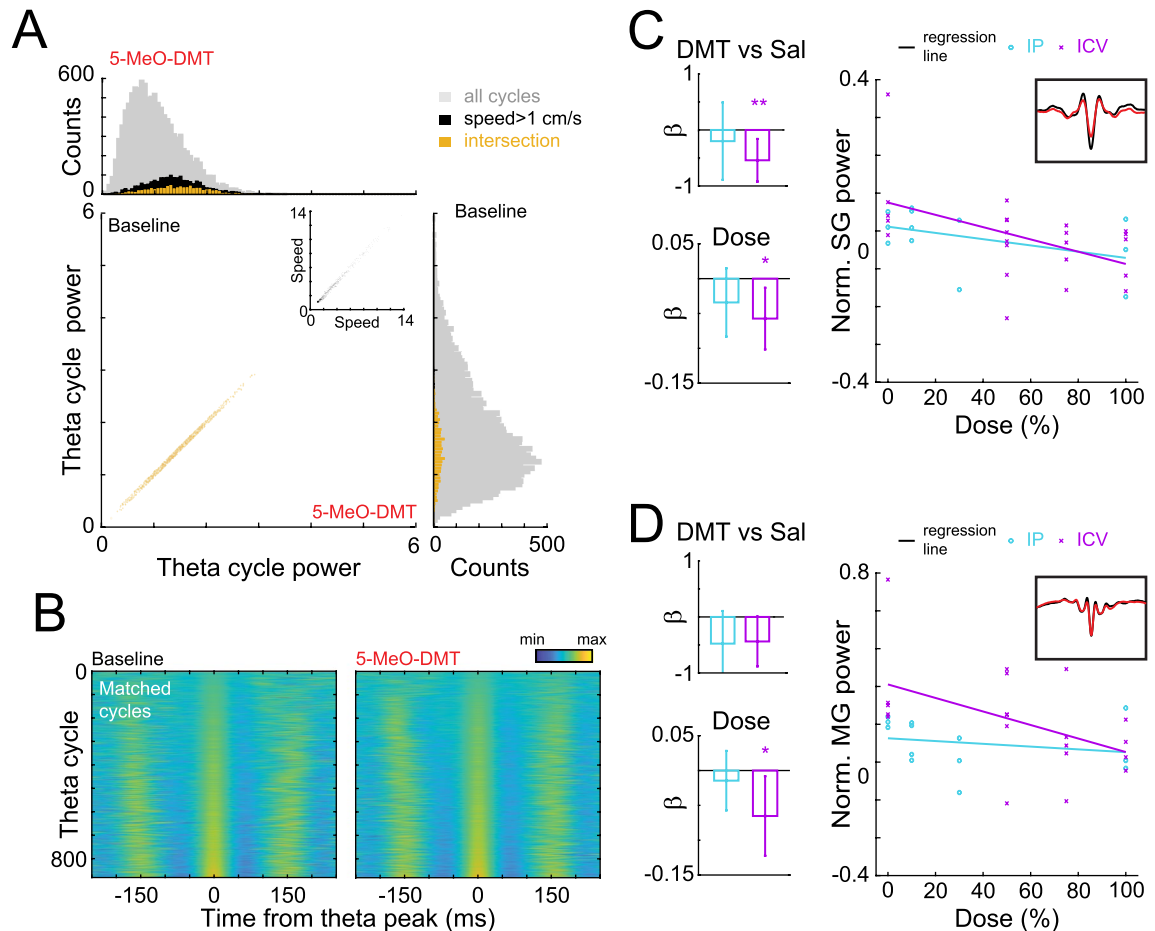 A
5-MeO-DMT
600
Counts
0
all cycles
speed>1 cm/s
intersection
6
Baseline
Theta cycle power
0
0
6
5-MeO-DMT
Theta cycle power
14
Speed
0
0
Speed
14
Baseline
0
500
Counts
B
Baseline
5-MeO-DMT
min
max
0
Matched
cycles
Theta cycle
800
-150
0
150
-150
0
150
Time from theta peak (ms)
C
DMT vs Sal
1
β
**
-1
Dose
0.05
β
*
-0.15
regression
line
IP
ICV
0.4
Norm. SG power
0
-0.4
0
20
40
60
80
100
Dose (%)
D
DMT vs Sal
1
β
-1
Dose
0.05
β
*
-0.15
regression
line
IP
ICV
0.8
Norm. MG power
0
-0.4
0
20
40
60
80
100
Dose (%)